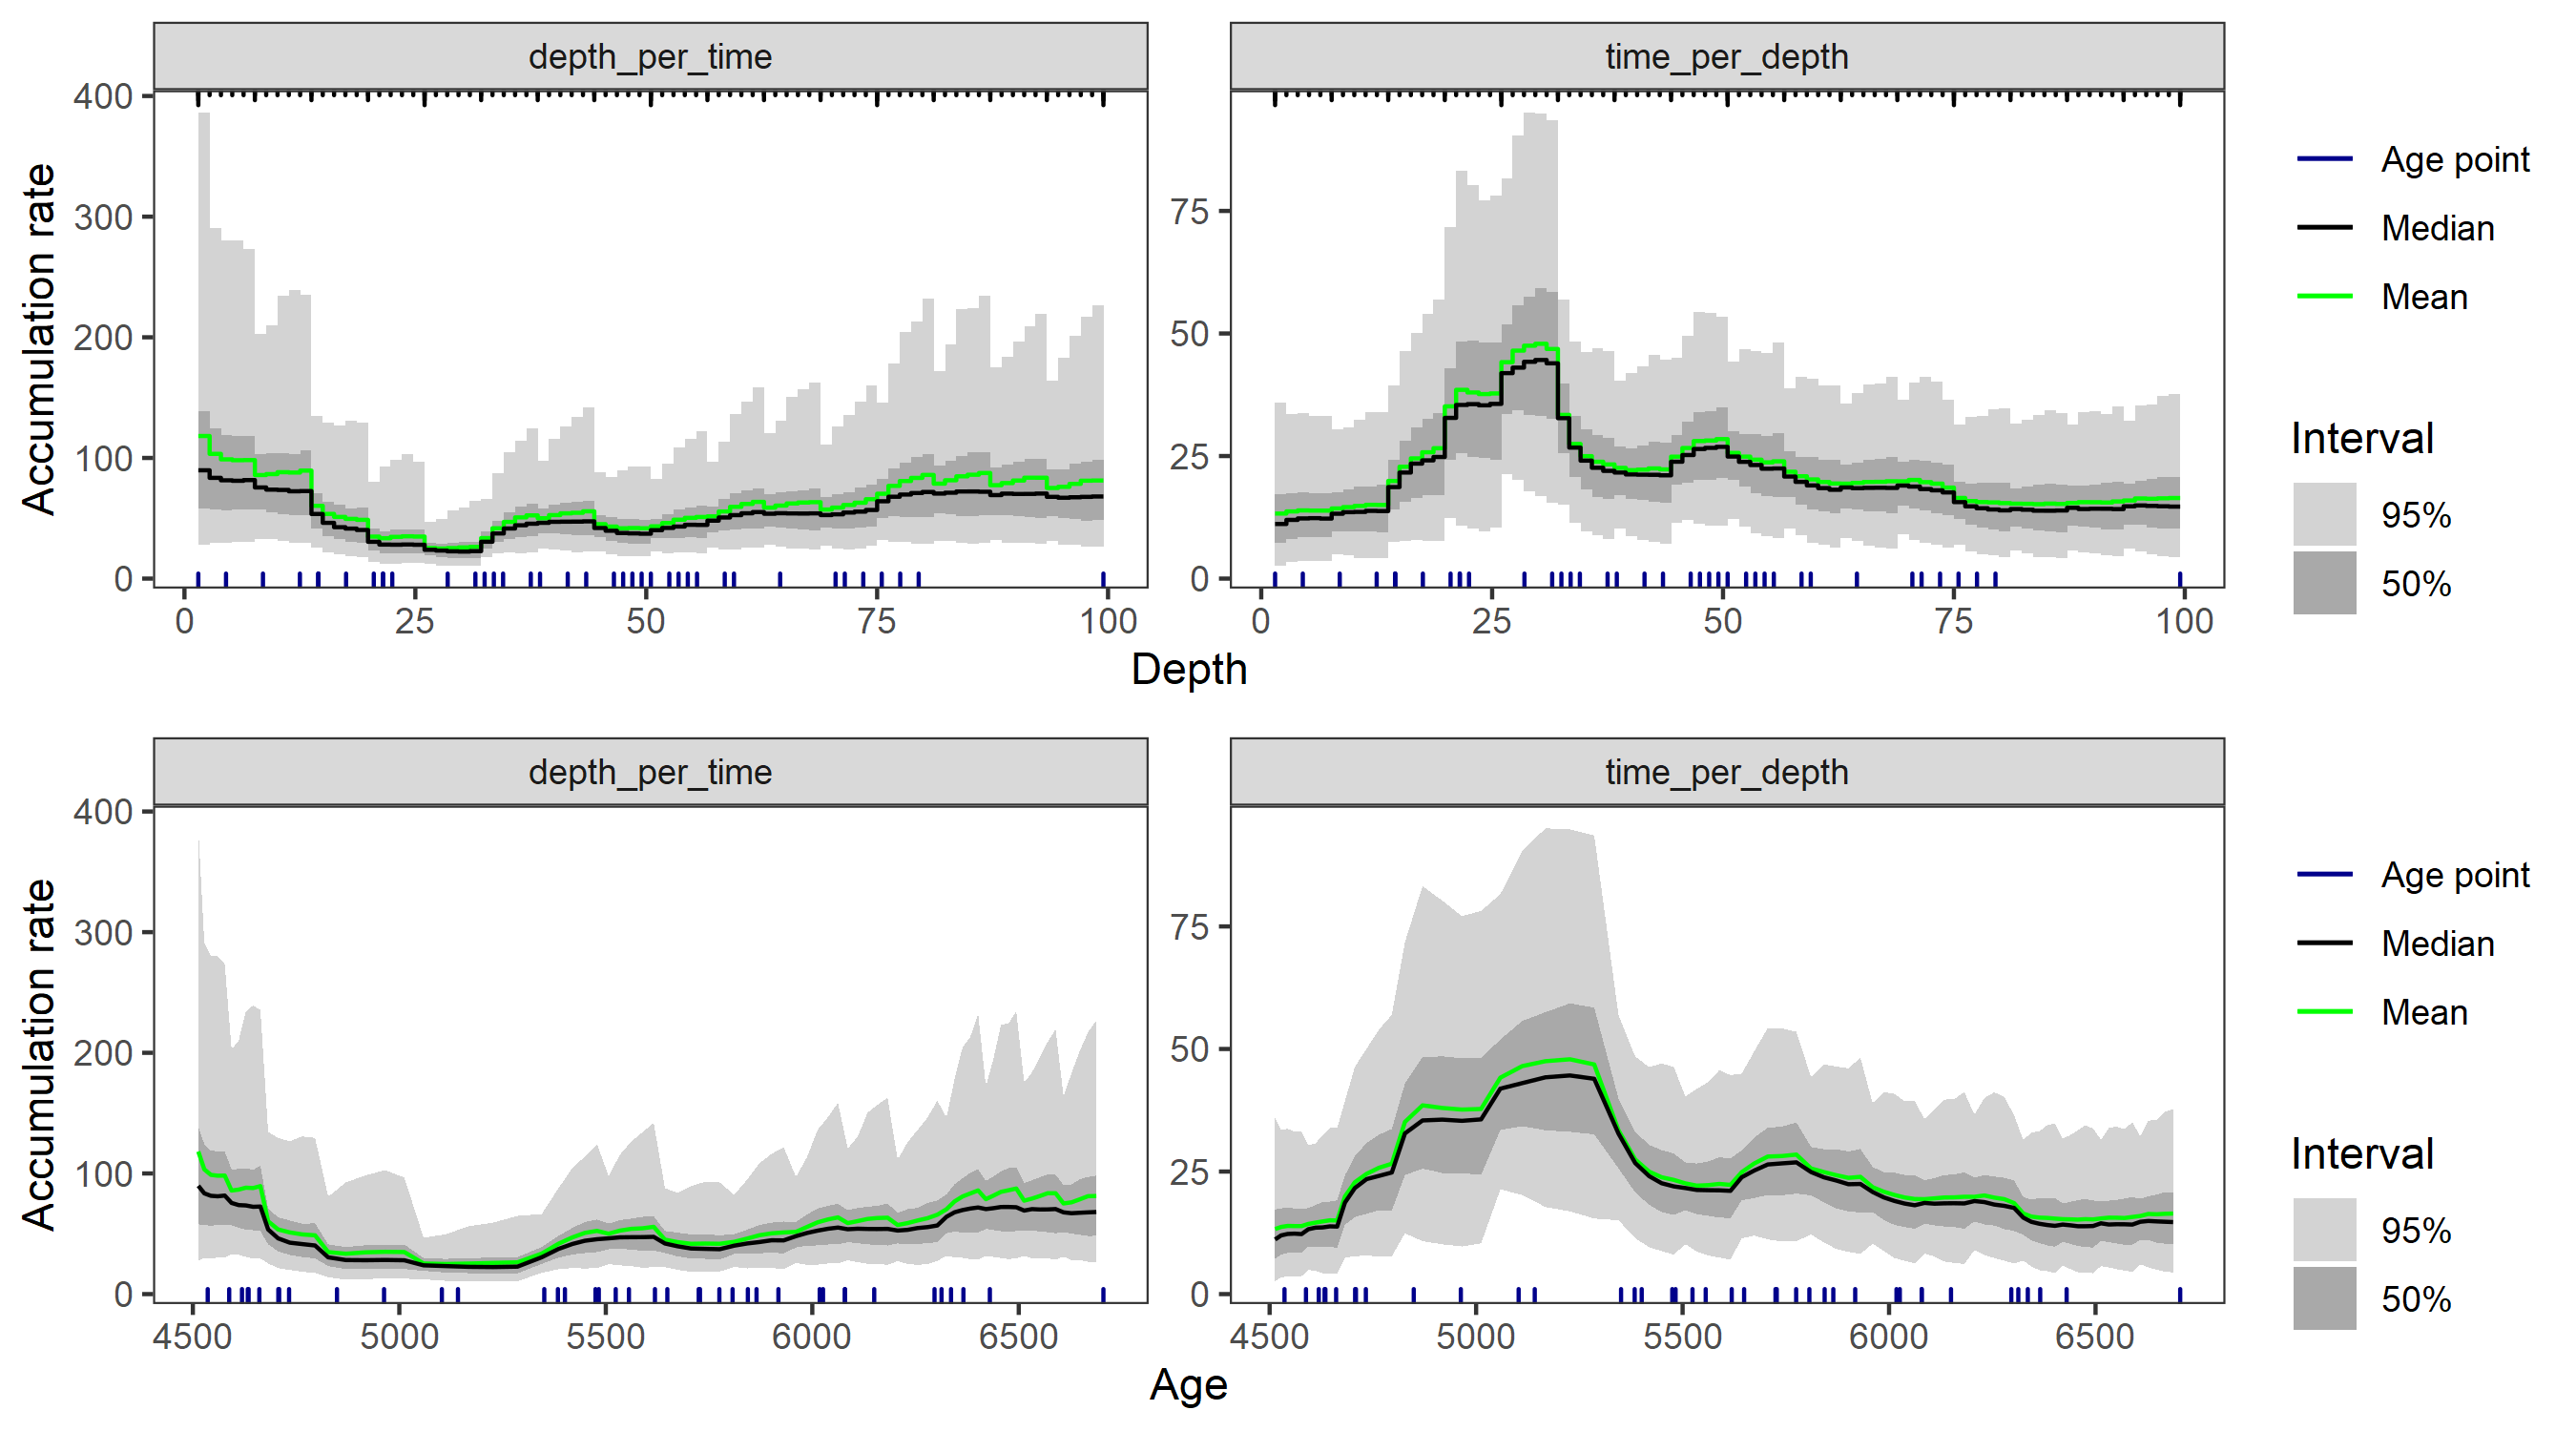 depth_per_time
time_per_depth
400
300
200
100
0
Accumulation rate
75
50
25
0
0 25 50 75 100
0 25 50 75 100
Depth
Age point
Median
Mean
Interval
95%
50%
depth_per_time
time_per_depth
400
300
200
100
0
Accumulation rate
75
50
25
0
4500 5000 5500 6000 6500
4500 5000 5500 6000 6500
Age
Age point
Median
Mean
Interval
95%
50%